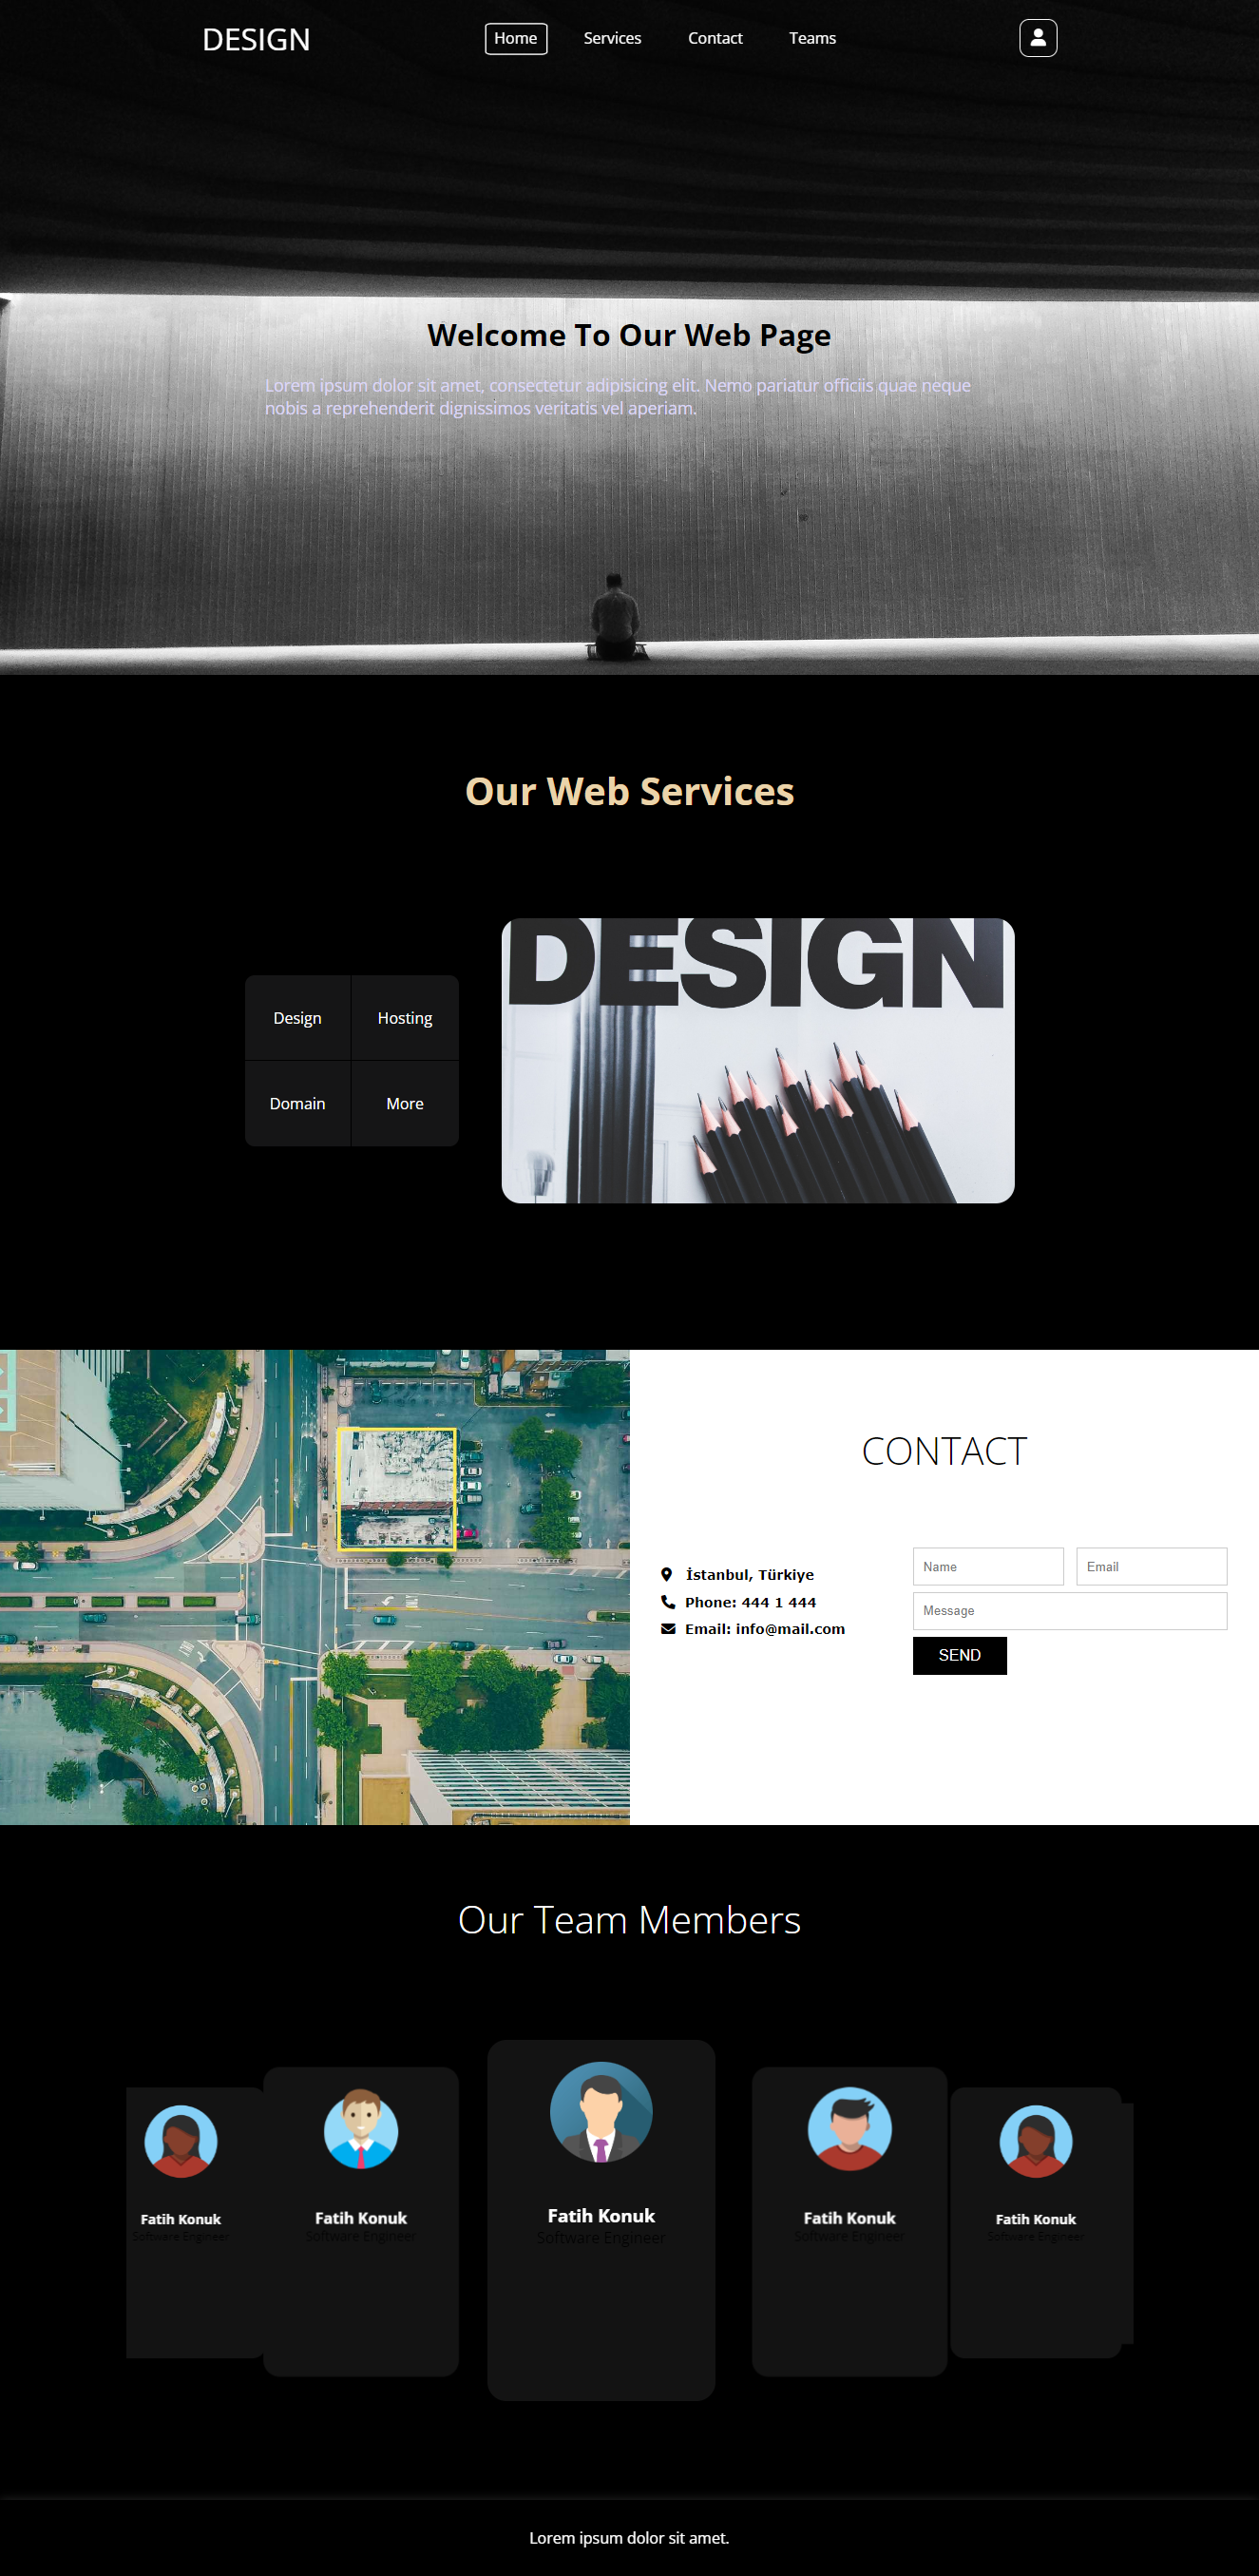 DESIGN
Home Services Contact Teams
Welcome To Our Web Page
Lorem ipsum dolor sit amet, consectetur adipisicing elit. Nemo pariatur officiis quae neque
nobis a reprehenderit dignissimos veritatis vel aperiam.
Our Web Services
Design Hosting
Domain More
DESIGN
CONTACT
İstanbul, Türkiye
Phone: 444 1 444
Email: info@mail.com
Name Email
Message
SEND
Our Team Members
Fatih Konuk
Software Engineer
Fatih Konuk
Software Engineer
Fatih Konuk
Software Engineer
Fatih Konuk
Software Engineer
Fatih Konuk
Software Engineer
Lorem ipsum dolor sit amet.